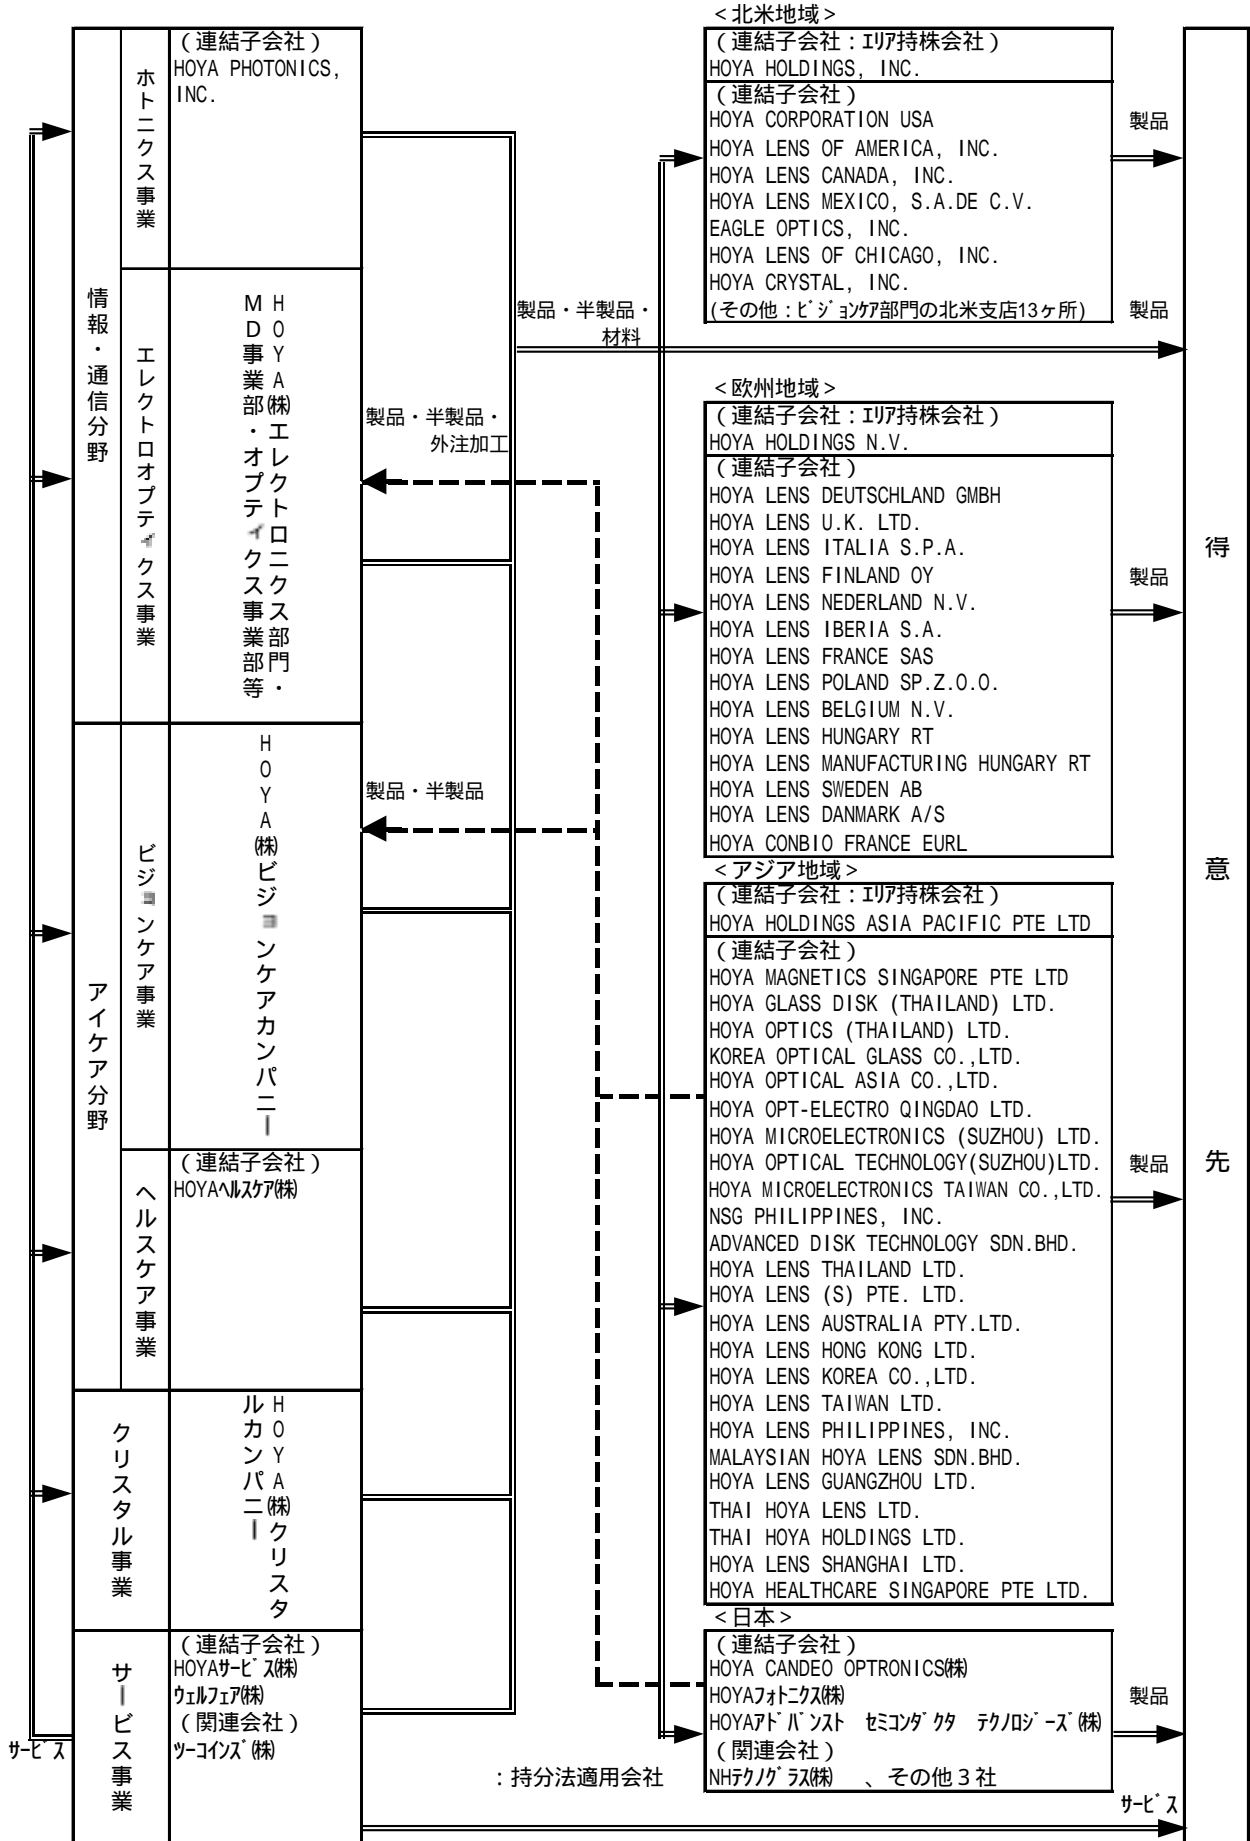 情報・通信分野
ホトニクス事業
(連結子会社)
HOYA PHOTONICS,
INC.
エレクトロオプティクス事業
HOYA㈱エレクトロニクス部門・
MD事業部・オプティクス事業部等
アイケア分野
ビジョンケア事業
HOYA㈱ビジョンケアカンパニー
ヘルスケア事業
(連結子会社)
HOYAヘルスケア㈱
クリスタル事業
HOYA㈱クリスタ
ルカンパニー
サービス事業
(連結子会社)
HOYAサービス㈱
ウェルフェア㈱
(関連会社)
ツーコインズ㈱
サービス
製品・半製品・
外注加工
製品・半製品
製品・半製品・
材料
:持分法適用会社
<北米地域>
(連結子会社:エリア持株会社)
HOYA HOLDINGS, INC.
(連結子会社)
HOYA CORPORATION USA
HOYA LENS OF AMERICA, INC.
HOYA LENS CANADA, INC.
HOYA LENS MEXICO, S.A.DE C.V.
EAGLE OPTICS, INC.
HOYA LENS OF CHICAGO, INC.
HOYA CRYSTAL, INC.
(その他:ビジョンケア部門の北米支店13ヶ所)
製品
製品
<欧州地域>
(連結子会社:エリア持株会社)
HOYA HOLDINGS N.V.
(連結子会社)
HOYA LENS DEUTSCHLAND GMBH
HOYA LENS U.K. LTD.
HOYA LENS ITALIA S.P.A.
HOYA LENS FINLAND OY
HOYA LENS NEDERLAND N.V.
HOYA LENS IBERIA S.A.
HOYA LENS FRANCE SAS
HOYA LENS POLAND SP.Z.O.O.
HOYA LENS BELGIUM N.V.
HOYA LENS HUNGARY RT
HOYA LENS MANUFACTURING HUNGARY RT
HOYA LENS SWEDEN AB
HOYA LENS DANMARK A/S
HOYA CONBIO FRANCE EURL
製品
<アジア地域>
(連結子会社:エリア持株会社)
HOYA HOLDINGS ASIA PACIFIC PTE LTD
(連結子会社)
HOYA MAGNETICS SINGAPORE PTE LTD
HOYA GLASS DISK (THAILAND) LTD.
HOYA OPTICS (THAILAND) LTD.
KOREA OPTICAL GLASS CO.,LTD.
HOYA OPTICAL ASIA CO.,LTD.
HOYA OPT-ELECTRO QINGDAO LTD.
HOYA MICROELECTRONICS (SUZHOU) LTD.
HOYA OPTICAL TECHNOLOGY(SUZHOU)LTD.
HOYA MICROELECTRONICS TAIWAN CO.,LTD.
NSG PHILIPPINES, INC.
ADVANCED DISK TECHNOLOGY SDN.BHD.
HOYA LENS THAILAND LTD.
HOYA LENS (S) PTE. LTD.
HOYA LENS AUSTRALIA PTY.LTD.
HOYA LENS HONG KONG LTD.
HOYA LENS KOREA CO.,LTD.
HOYA LENS TAIWAN LTD.
HOYA LENS PHILIPPINES, INC.
MALAYSIAN HOYA LENS SDN.BHD.
HOYA LENS GUANGZHOU LTD.
THAI HOYA LENS LTD.
THAI HOYA HOLDINGS LTD.
HOYA LENS SHANGHAI LTD.
HOYA HEALTHCARE SINGAPORE PTE LTD.
製品
<日本>
(連結子会社)
HOYA CANDEO OPTRONICS㈱
HOYAフォトニクス㈱
HOYAアドバンスト セミコンダクタ テクノロジーズ㈱
(関連会社)
NHテクノグラス㈱ 、その他3社
製品
サービス
得意先